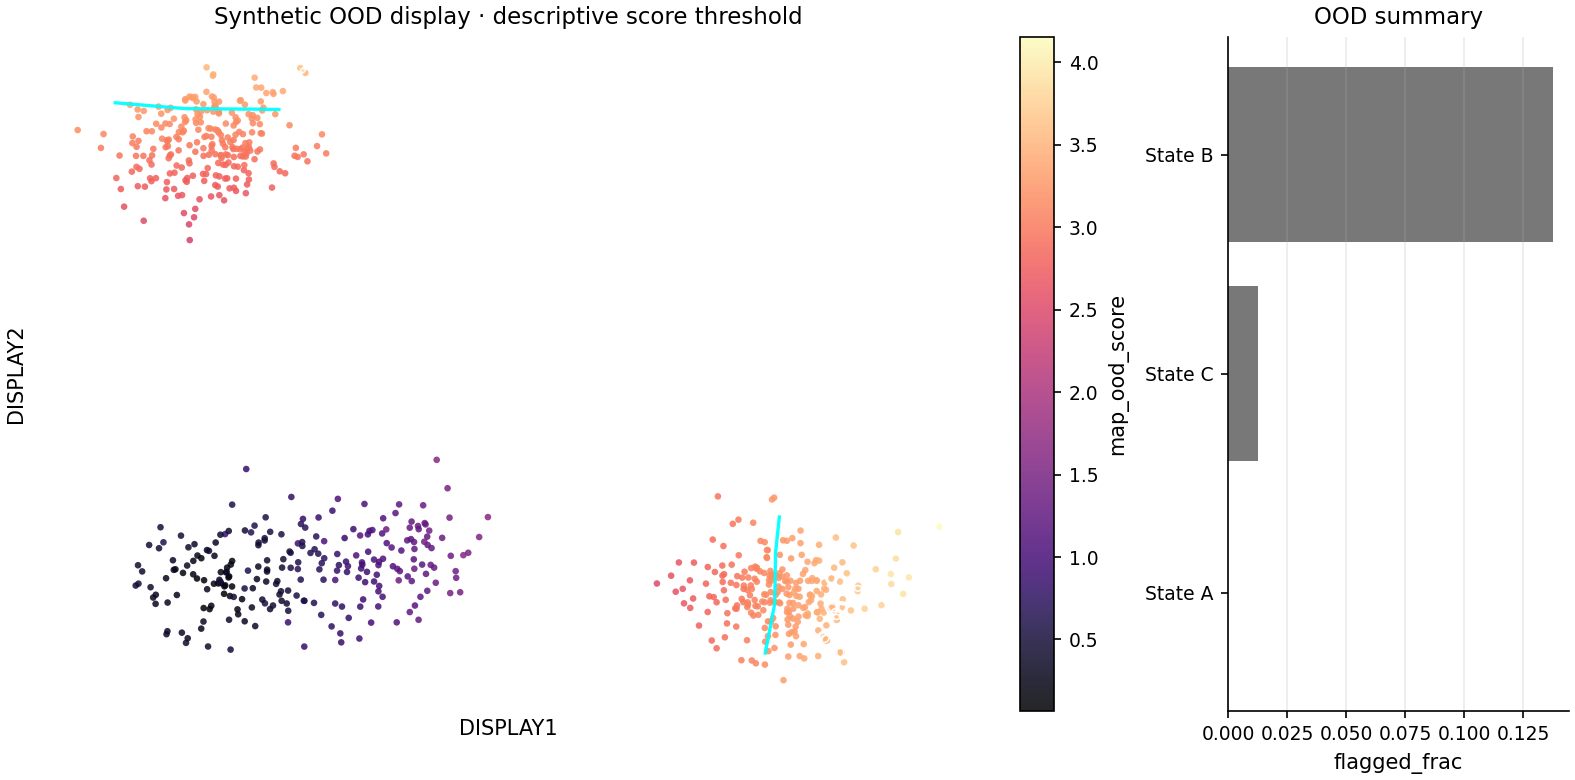 Synthetic OOD display · descriptive score threshold
DISPLAY2
DISPLAY1
4.0
3.5
3.0
2.5
2.0
1.5
1.0
0.5
map_ood_score
OOD summary
State B
State C
State A
0.000 0.025 0.050 0.075 0.100 0.125
flagged_frac